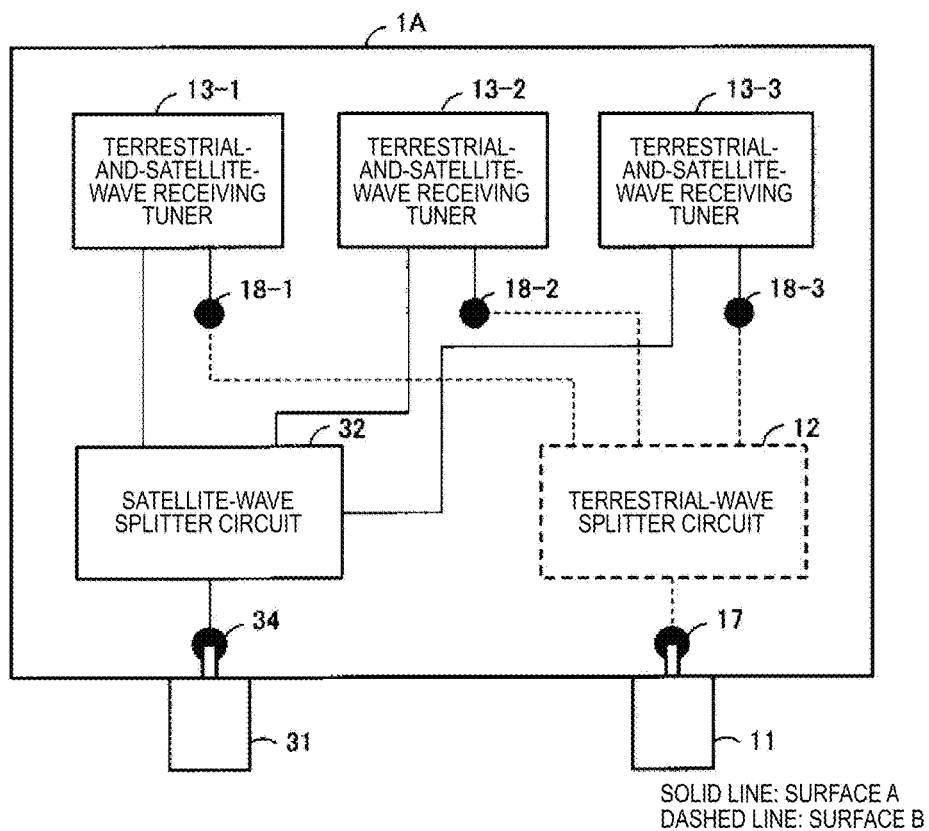 1A
13-1
13-2
13-3
TERRESTRIAL-
AND-SATELLITE-
WAVE RECEIVING
TUNER
TERRESTRIAL-
AND-SATELLITE-
WAVE RECEIVING
TUNER
TERRESTRIAL-
AND-SATELLITE-
WAVE RECEIVING
TUNER
18-1
18-2
18-3
32
12
SATELLITE-WAVE
SPLITTER CIRCUIT
TERRESTRIAL-WAVE
SPLITTER CIRCUIT
34
17
31
11
SOLID LINE: SURFACE A
DASHED LINE: SURFACE B